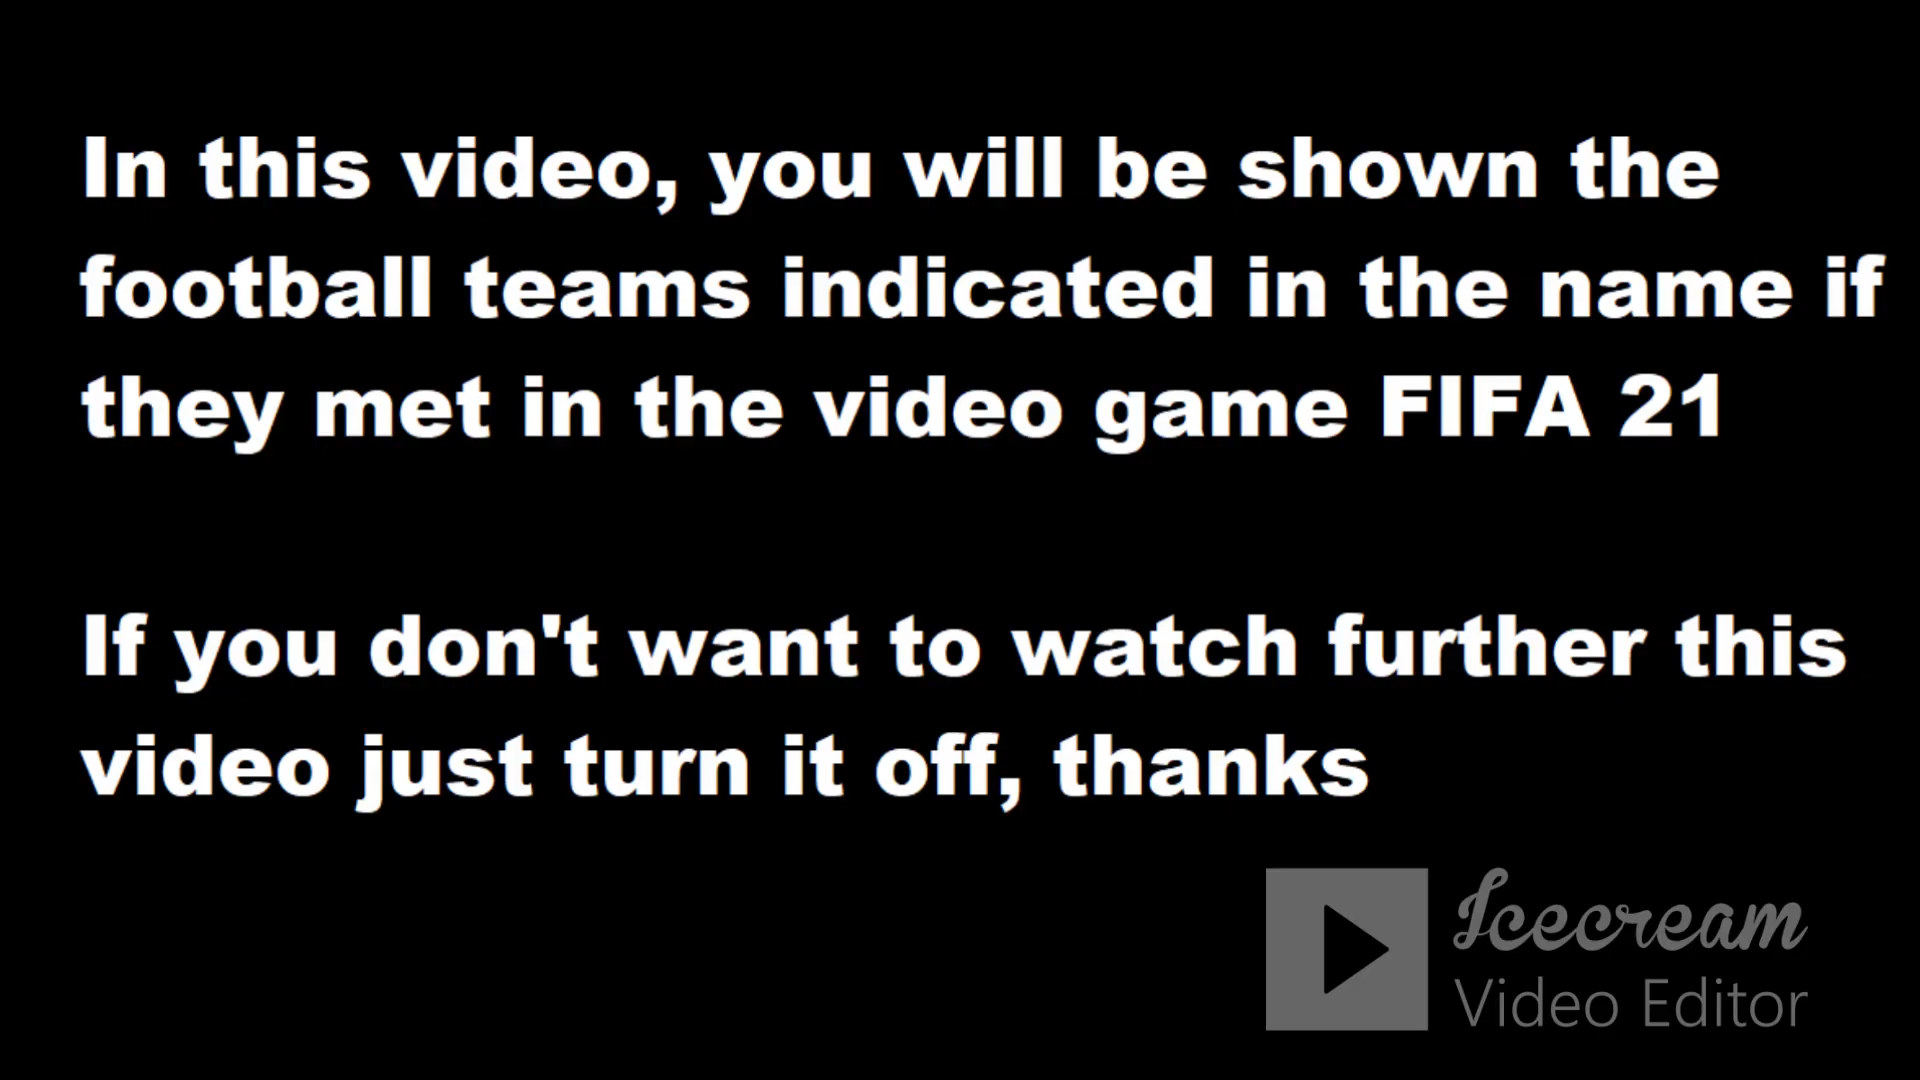 In this video, you will be shown the
football teams indicated in the name if
they met in the video game FIFA 21
If you don't want to watch further this
video just turn it off, thanks
Icecream
Video Editor